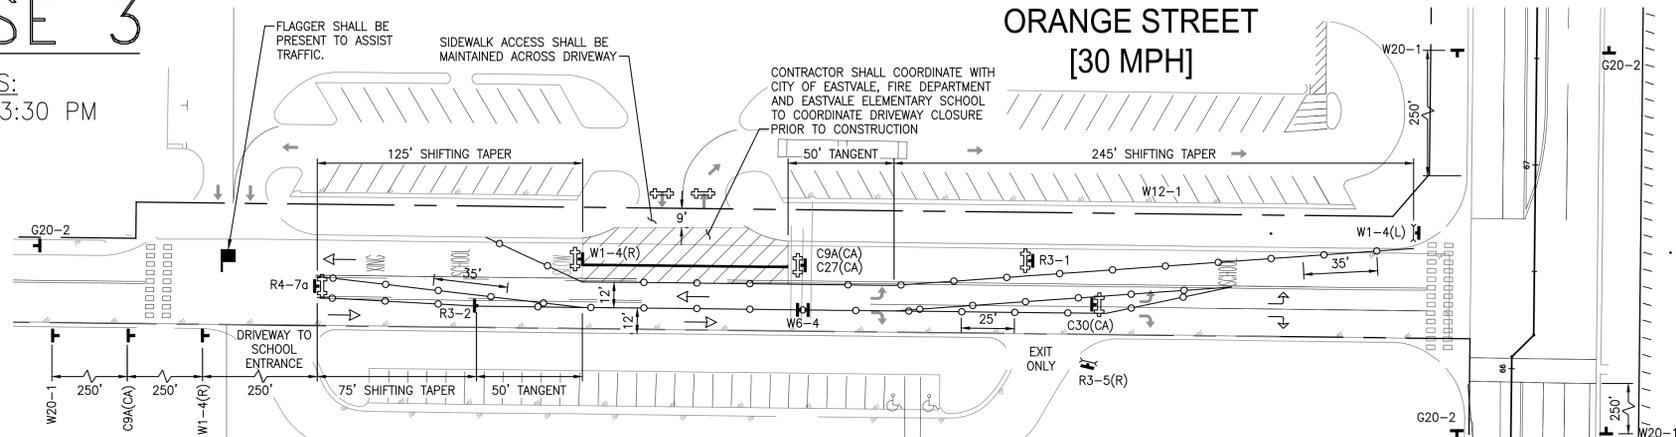 SE 3
S:
3:30 PM
FLAGGER SHALL BE
PRESENT TO ASSIST
TRAFFIC.
SIDEWALK ACCESS SHALL BE
MAINTAINED ACROSS DRIVEWAY
CONTRACTOR SHALL COORDINATE WITH
CITY OF EASTVALE, FIRE DEPARTMENT
AND EASTVALE ELEMENTARY SCHOOL
TO COORDINATE DRIVEWAY CLOSURE
PRIOR TO CONSTRUCTION
ORANGE STREET
[30 MPH]
W20-1
G20-2
250'
125' SHIFTING TAPER
50' TANGENT
245' SHIFTING TAPER
67
W12-1
9'
G20-2
W1-4(L)
W1-4(R)
C9A(CA)
C27(CA)
R3-1
XING
SCHOOL
SCHOOL
35'
35'
R4-7a
12'
R3-2
12'
W6-4
25'
C30(CA)
DRIVEWAY TO
SCHOOL
ENTRANCE
EXIT
ONLY
R3-5(R)
66
250'
250'
250'
75' SHIFTING TAPER
50' TANGENT
W20-1
C9A(CA)
W1-4(R)
G20-2
250'
W20-1